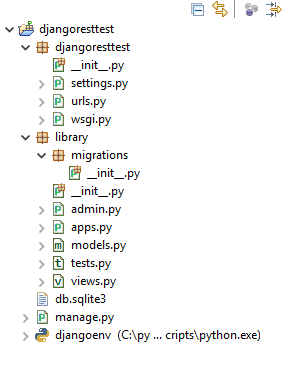 djangoresttest
djangoresttest
__init__.py
settings.py
urls.py
wsgi.py
library
migrations
__init__.py
__init__.py
admin.py
apps.py
models.py
tests.py
views.py
db.sqlite3
manage.py
djangoenv (C:\py ... cripts\python.exe)